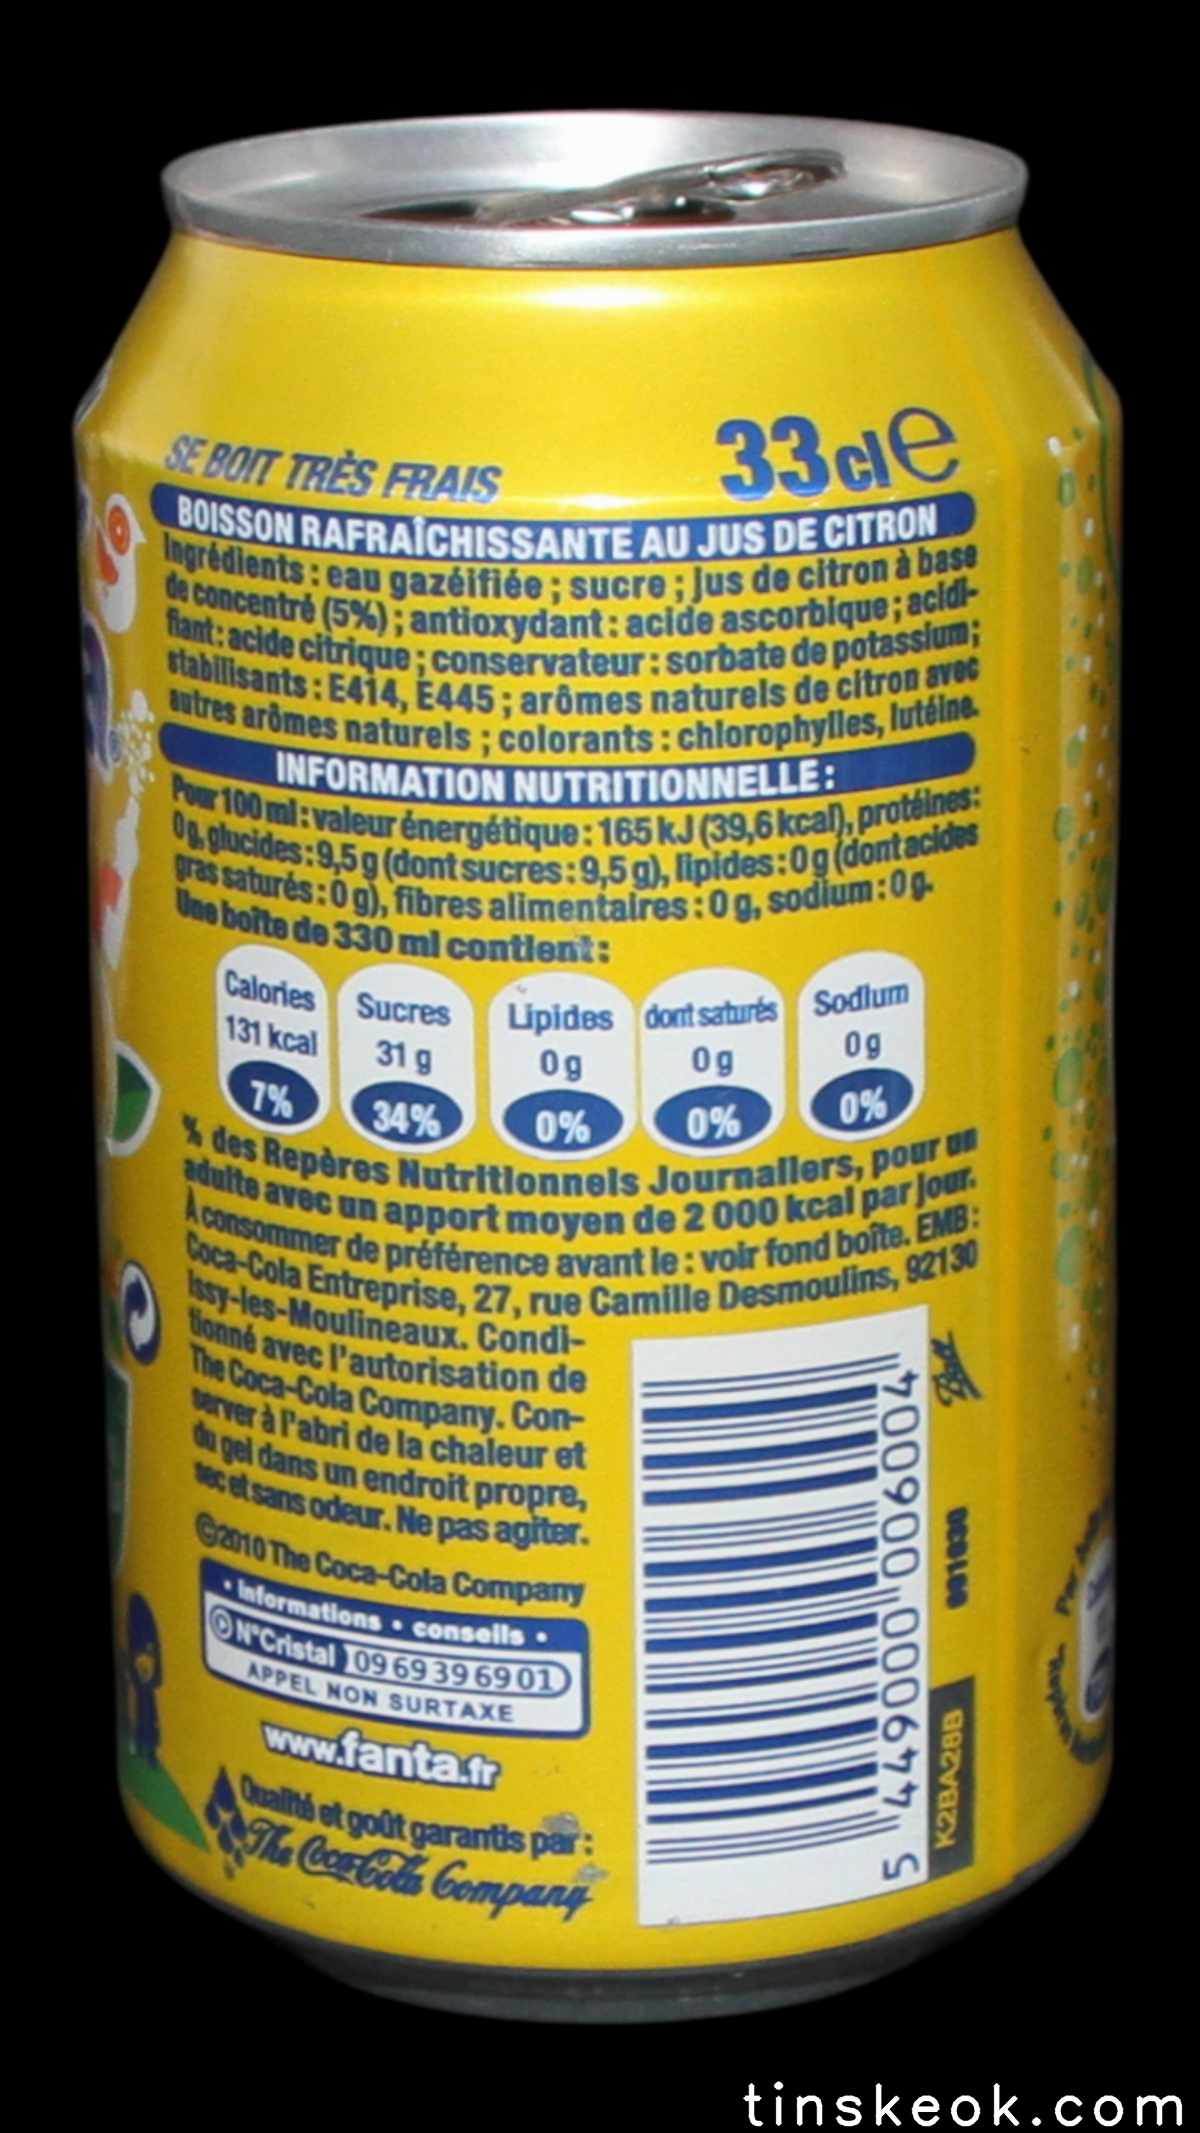 SE BOIT TRÈS FRAIS
33 cl e
BOISSON RAFRAÎCHISSANTE AU JUS DE CITRON
Ingrédients : eau gazéifiée ; sucre ; jus de citron à base
de concentré (5%) ; antioxydant : acide ascorbique ; acidi-
fiant : acide citrique ; conservateur : sorbate de potassium ;
stabilisants : E414, E445 ; arômes naturels de citron avec
autres arômes naturels ; colorants : chlorophylles, lutéine.
INFORMATION NUTRITIONNELLE :
Pour 100 ml : valeur énergétique : 165 kJ (39,6 kcal), protéines :
0 g, glucides : 9,5 g (dont sucres : 9,5 g), lipides : 0 g (dont acides
gras saturés : 0 g), fibres alimentaires : 0 g, sodium : 0 g.
Une boîte de 330 ml contient :
Calories Sucres Lipides dont saturés Sodium
131 kcal 31 g 0 g 0 g 0 g
7% 34% 0% 0% 0%
% des Repères Nutritionnels Journaliers, pour un
adulte avec un apport moyen de 2 000 kcal par jour.
À consommer de préférence avant le : voir fond boîte. EMB :
Coca-Cola Entreprise, 27, rue Camille Desmoulins, 92130
Issy-les-Moulineaux. Condi-
tionné avec l'autorisation de
The Coca-Cola Company. Con-
server à l'abri de la chaleur et
du gel dans un endroit propre,
sec et sans odeur. Ne pas agiter.
©2010 The Coca-Cola Company
• informations • conseils •
N°Cristal 09 69 39 69 01
APPEL NON SURTAXE
www.fanta.fr
Qualité et goût garantis par :
The Coca-Cola Company
5 449000 006004
Ball
K2BA28B
tinskeok.com